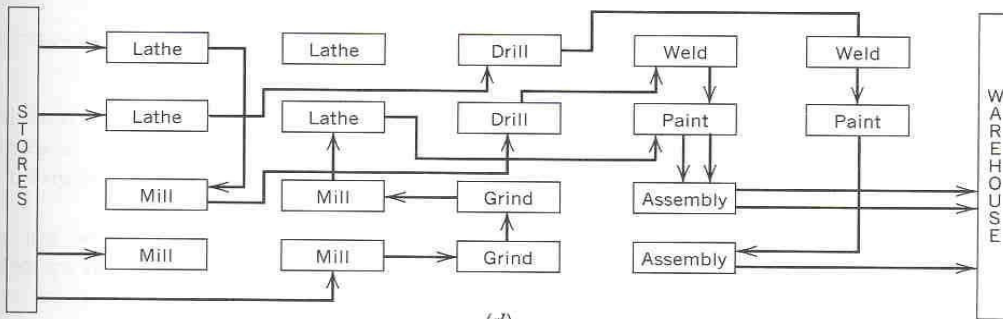 STORES
Lathe
Lathe
Drill
Weld
Weld
Lathe
Lathe
Drill
Paint
Paint
Mill
Mill
Grind
Assembly
Mill
Mill
Grind
Assembly
WAREHOUSE